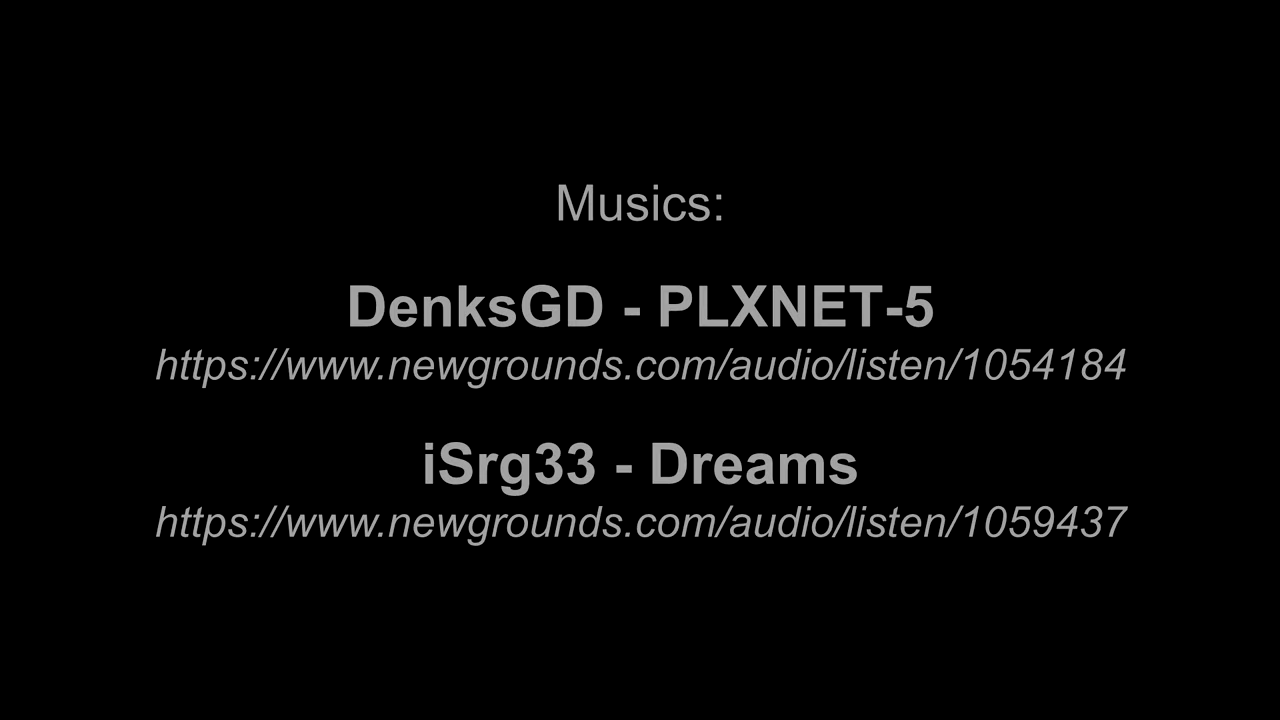 Musics:
DenksGD - PLXNET-5
https://www.newgrounds.com/audio/listen/1054184
iSrg33 - Dreams
https://www.newgrounds.com/audio/listen/1059437